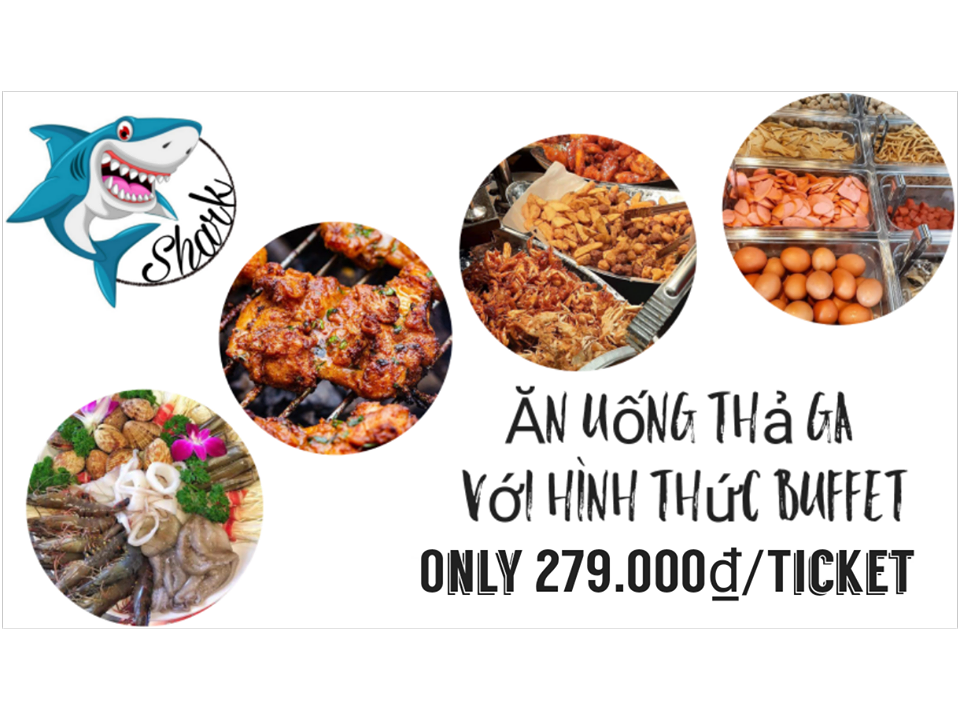 Shark
ĂN UỐNG THẢ GA
VỚI HÌNH THỨC BUFFET
ONLY 279.000₫/TICKET